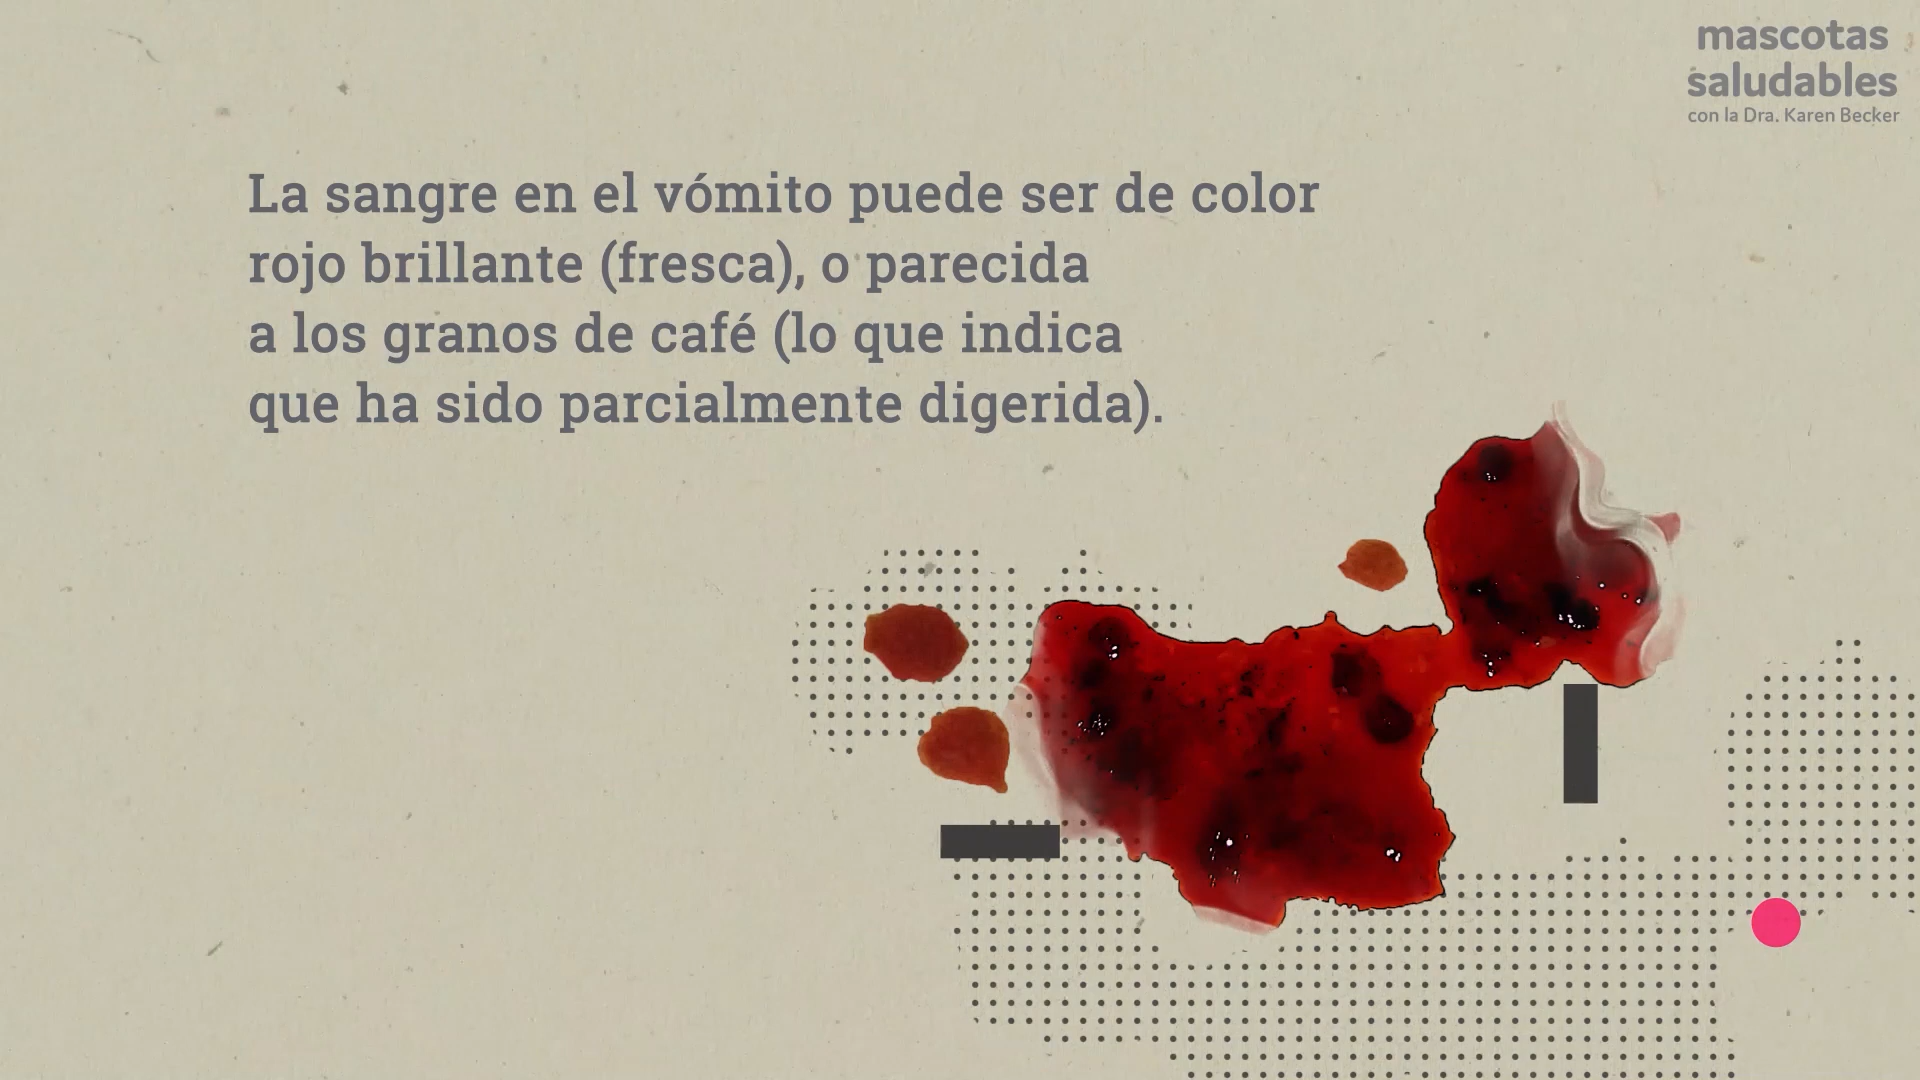 mascotas
saludables
con la Dra. Karen Becker
La sangre en el vómito puede ser de color
rojo brillante (fresca), o parecida
a los granos de café (lo que indica
que ha sido parcialmente digerida).